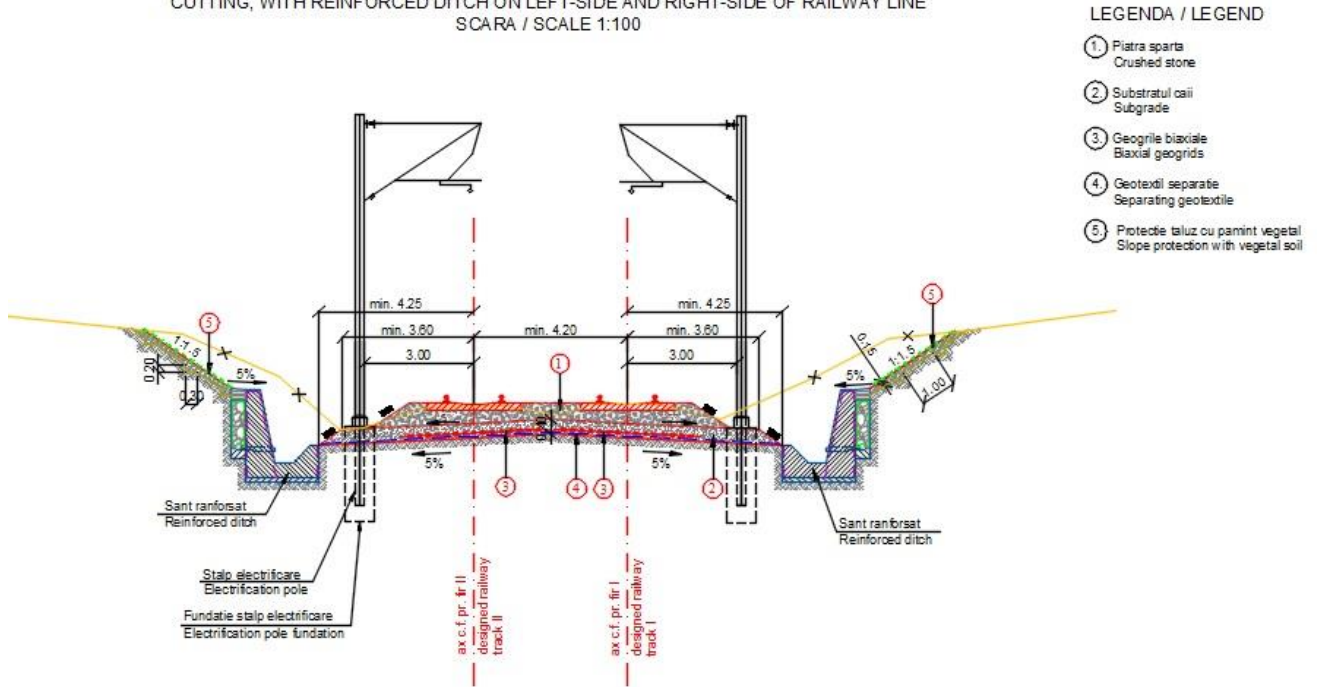 CUTTING, WITH REINFORCED DITCH ON LEFT-SIDE AND RIGHT-SIDE OF RAILWAY LINE
SCARA / SCALE 1:100
LEGENDA / LEGEND
1. Piatra sparta
Crushed stone
2. Substratul caii
Subgrade
3. Geogrile biaxiale
Biaxial geogrids
4. Geotextil separatie
Separating geotextile
5. Protectie taluz cu pamint vegetal
Slope protection with vegetal soil
min. 4.25
min. 4.25
min. 3.60
min. 4.20
min. 3.60
3.00
3.00
5
5
1:1.5
1:1.5
0.15
1.00
0.20
0.30
5%
5%
1
0.40
5%
5%
3
4
3
2
Sant ranforsat
Reinforced ditch
Sant ranforsat
Reinforced ditch
Stalp electrificare
Electrification pole
Fundatie stalp electrificare
Electrification pole fundation
ax c.f. pr. fir II
designed railway
track II
ax c.f. pr. fir I
designed railway
track I